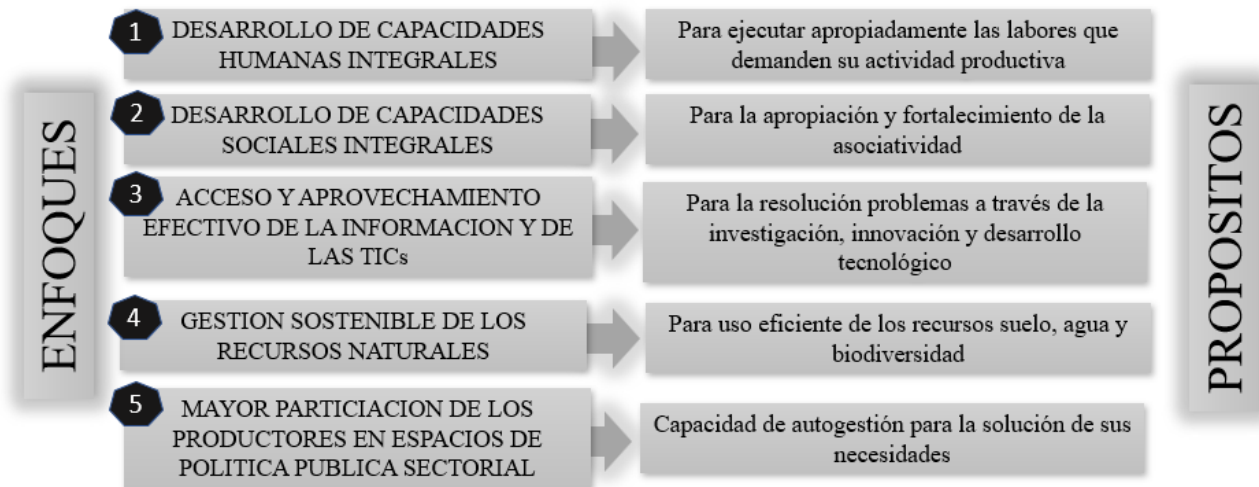 ENFOQUES
1
DESARROLLO DE CAPACIDADES
HUMANAS INTEGRALES
Para ejecutar apropiadamente las labores que
demanden su actividad productiva
2
DESARROLLO DE CAPACIDADES
SOCIALES INTEGRALES
Para la apropiación y fortalecimiento de la
asociatividad
3
ACCESO Y APROVECHAMIENTO
EFECTIVO DE LA INFORMACION Y DE
LAS TICs
Para la resolución problemas a través de la
investigación, innovación y desarrollo
tecnológico
4
GESTION SOSTENIBLE DE LOS
RECURSOS NATURALES
Para uso eficiente de los recursos suelo, agua y
biodiversidad
5
MAYOR PARTICIACION DE LOS
PRODUCTORES EN ESPACIOS DE
POLITICA PUBLICA SECTORIAL
Capacidad de autogestión para la solución de sus
necesidades
PROPOSITOS